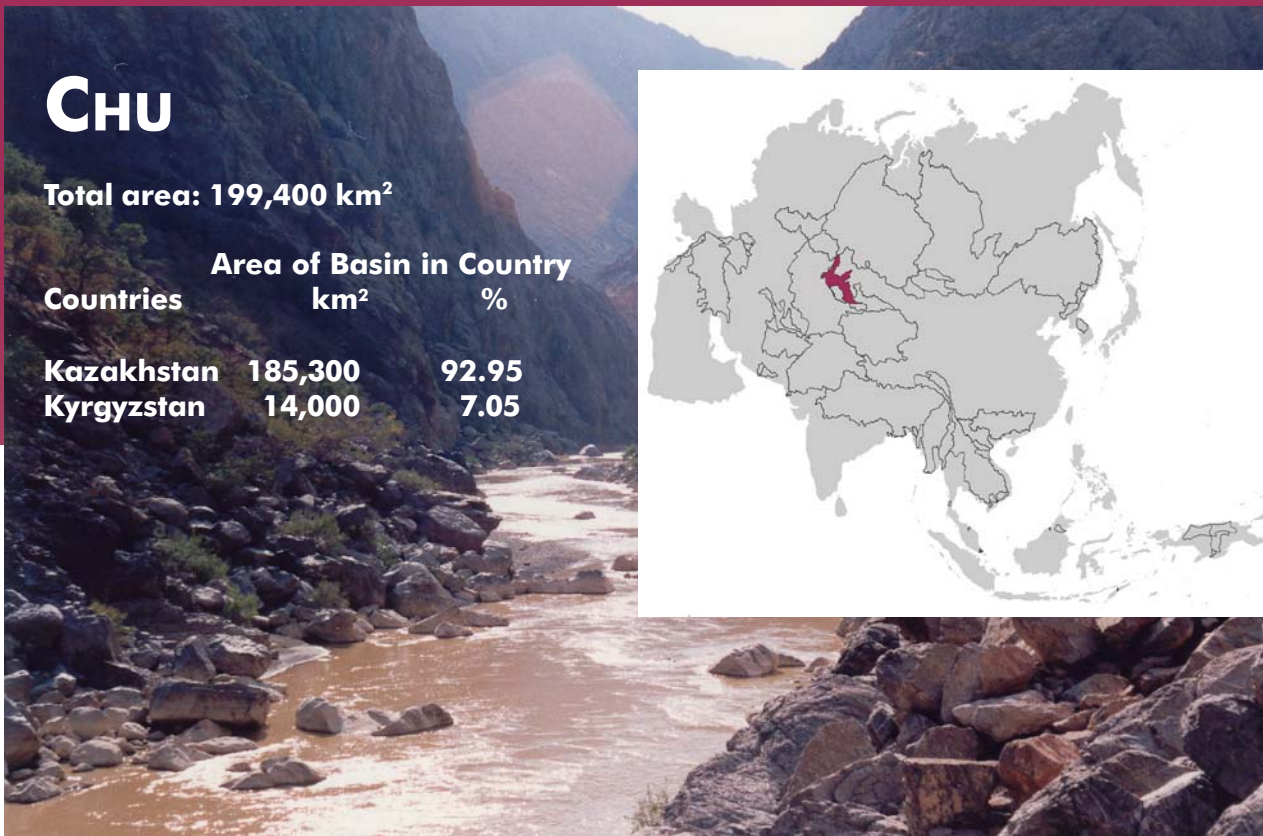 CHU
Total area: 199,400 km²
Area of Basin in Country
Countries km² %
Kazakhstan 185,300 92.95
Kyrgyzstan 14,000 7.05